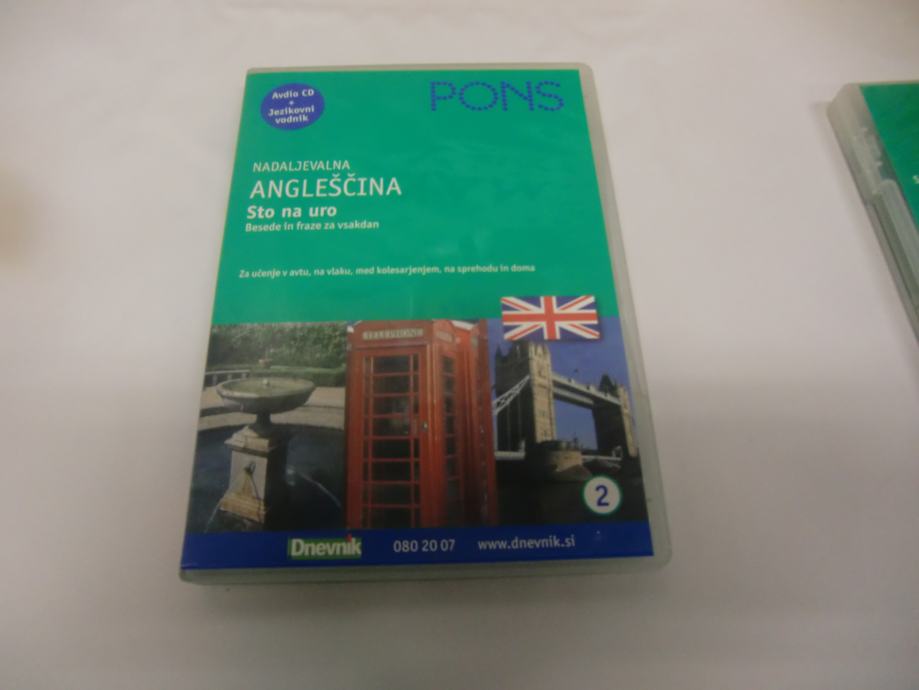 Avdio CD
+
Jezikovni
vodnik
PONS
NADALJEVALNA
ANGLEŠČINA
Sto na uro
Besede in fraze za vsakdan
Za učenje v avtu, na vlaku, med kolesarjenjem, na sprehodu in doma
TELEPHONE
2
Dnevnik 080 20 07 www.dnevnik.si